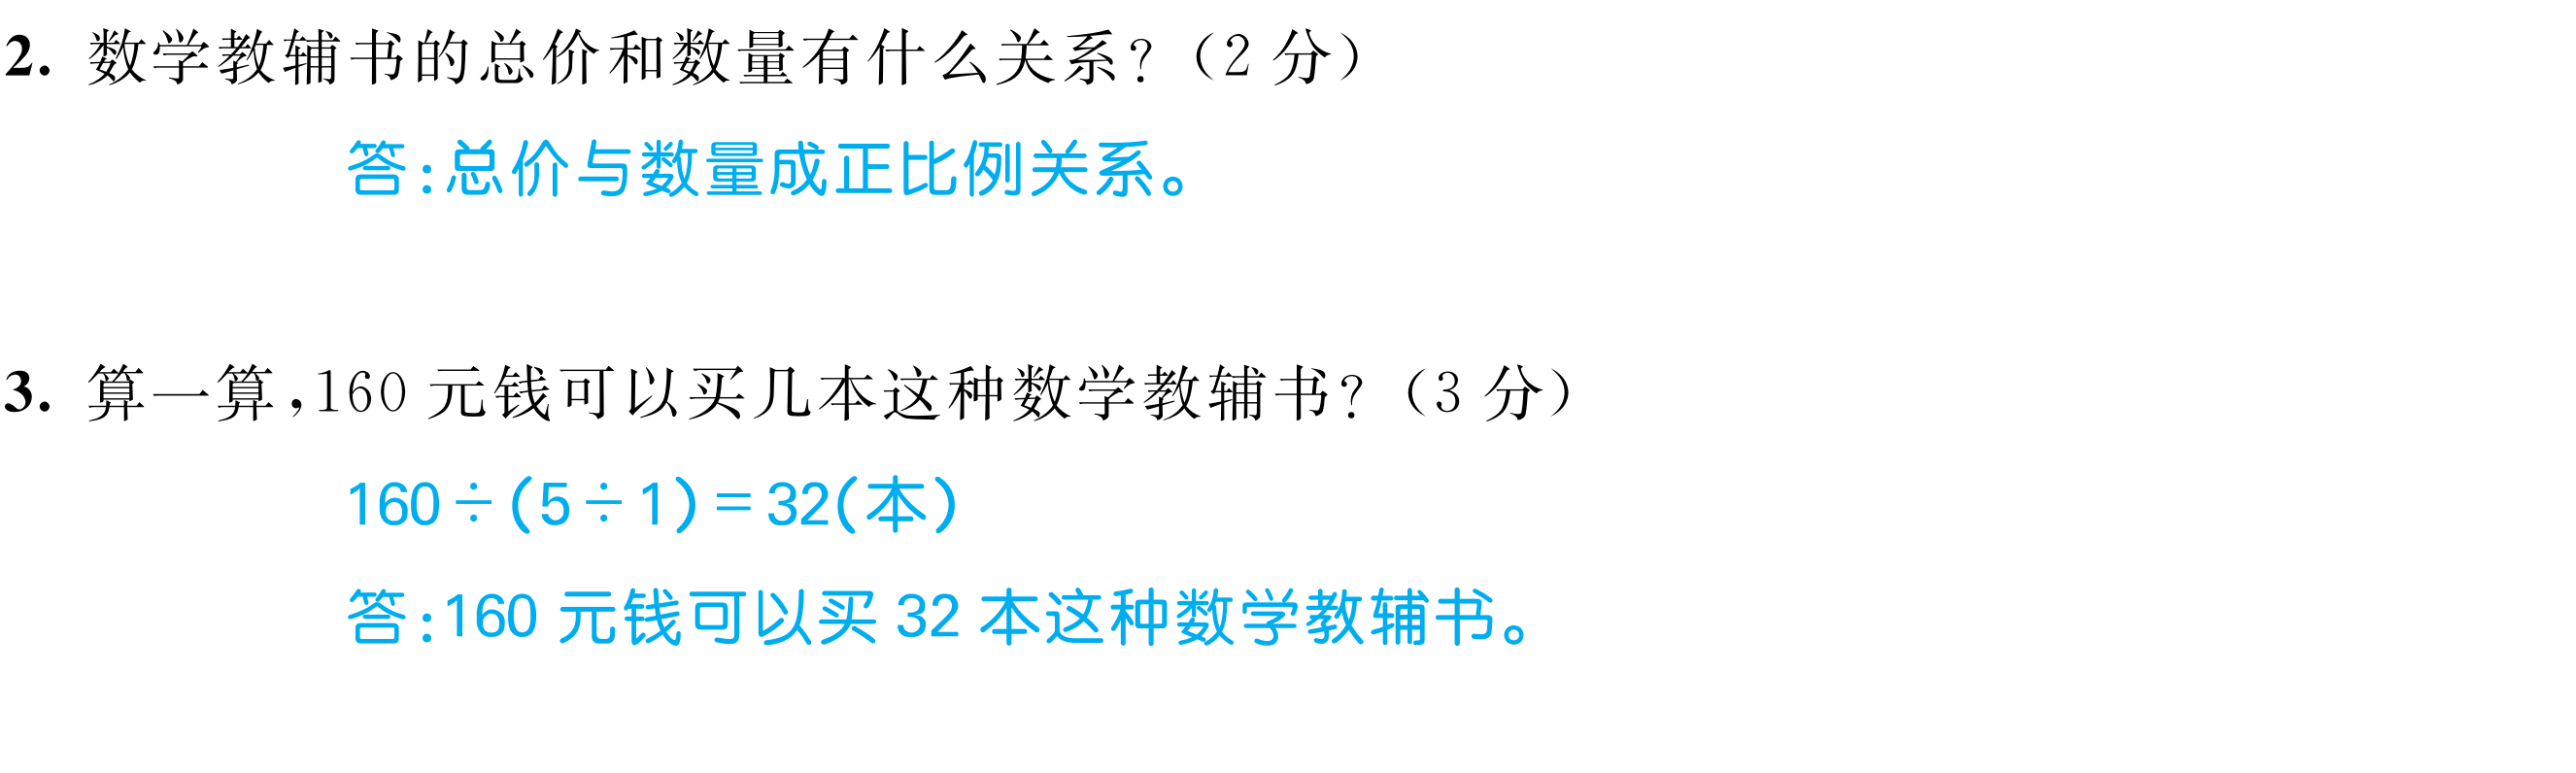 2. 数学教辅书的总价和数量有什么关系?(2 分)
答:总价与数量成正比例关系。
3. 算一算,160 元钱可以买几本这种数学教辅书?(3 分)
160÷(5÷1)=32(本)
答:160 元钱可以买 32 本这种数学教辅书。